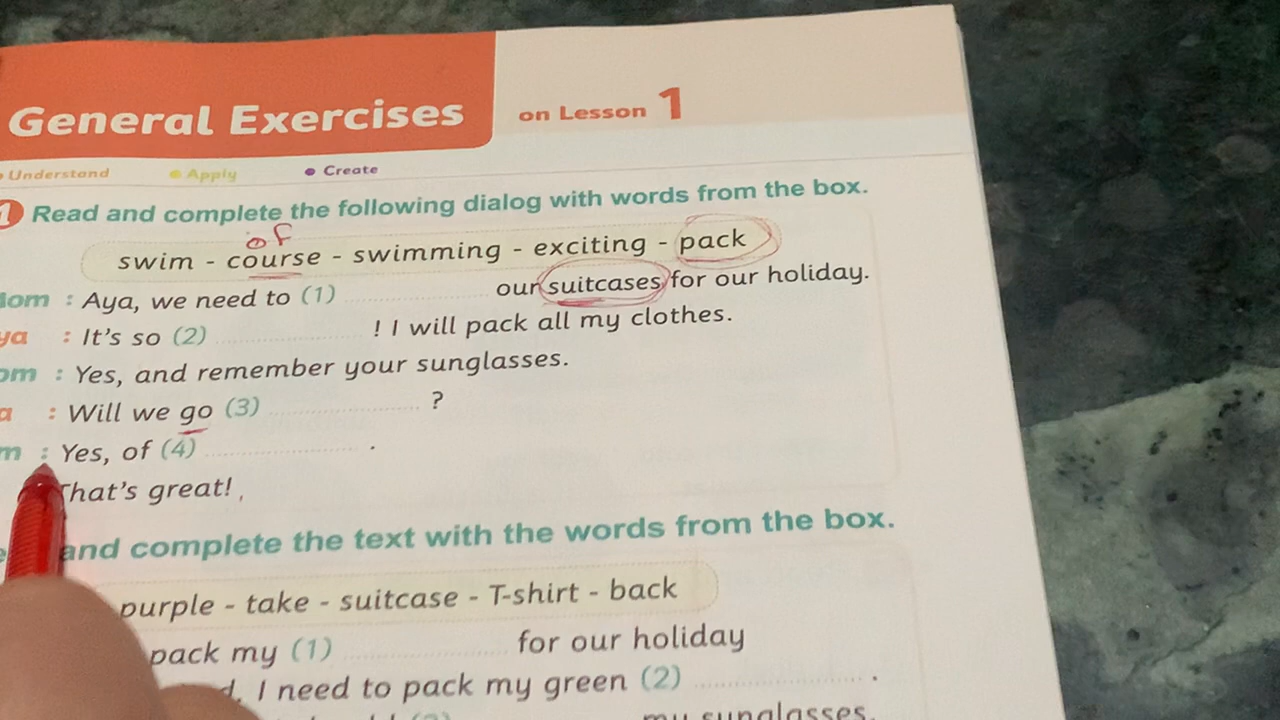 General Exercises on Lesson 1
Understand Apply Create
1 Read and complete the following dialog with words from the box.
of
swim - course - swimming - exciting - pack
: Aya, we need to (1) our suitcases for our holiday.
: It's so (2) ! I will pack all my clothes.
: Yes, and remember your sunglasses.
: Will we go (3) ?
: Yes, of (4) .
That's great!
and complete the text with the words from the box.
purple - take - suitcase - T-shirt - back
pack my (1) for our holiday
I need to pack my green (2) .
my sunglasses.